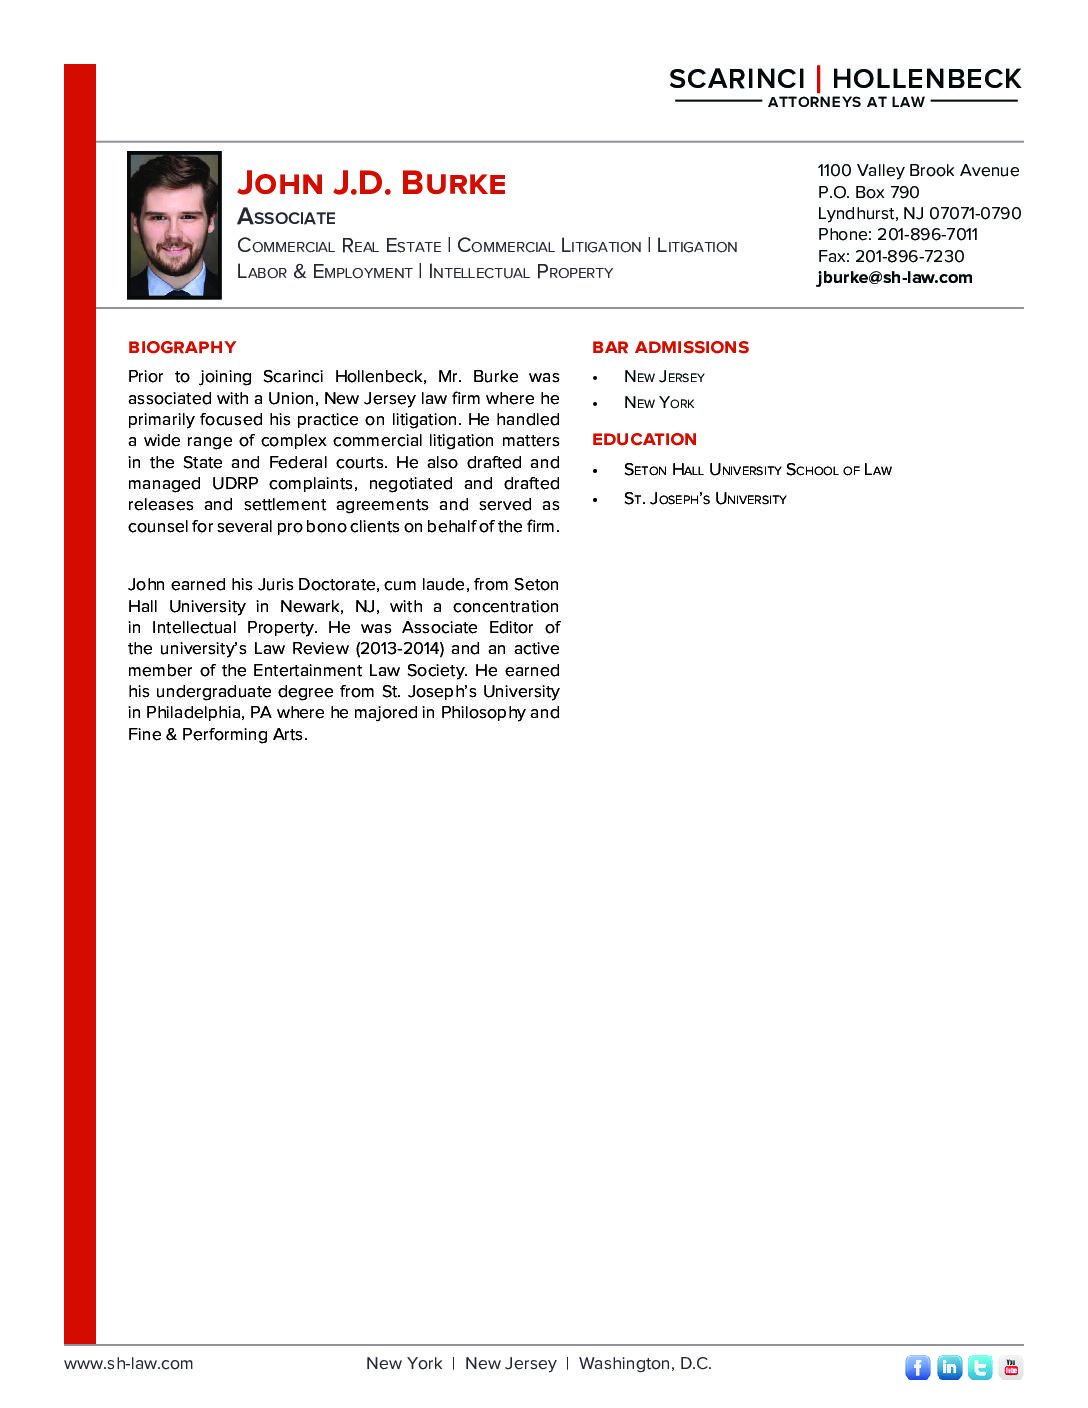 SCARINCI | HOLLENBECK
ATTORNEYS AT LAW
John J.D. Burke
Associate
Commercial Real Estate | Commercial Litigation | Litigation
Labor & Employment | Intellectual Property
1100 Valley Brook Avenue
P.O. Box 790
Lyndhurst, NJ 07071-0790
Phone: 201-896-7011
Fax: 201-896-7230
jburke@sh-law.com
BIOGRAPHY
Prior to joining Scarinci Hollenbeck, Mr. Burke was
associated with a Union, New Jersey law firm where he
primarily focused his practice on litigation. He handled
a wide range of complex commercial litigation matters
in the State and Federal courts. He also drafted and
managed UDRP complaints, negotiated and drafted
releases and settlement agreements and served as
counsel for several pro bono clients on behalf of the firm.
John earned his Juris Doctorate, cum laude, from Seton
Hall University in Newark, NJ, with a concentration
in Intellectual Property. He was Associate Editor of
the university's Law Review (2013-2014) and an active
member of the Entertainment Law Society. He earned
his undergraduate degree from St. Joseph's University
in Philadelphia, PA where he majored in Philosophy and
Fine & Performing Arts.
BAR ADMISSIONS
• New Jersey
• New York
EDUCATION
• Seton Hall University School of Law
• St. Joseph's University
www.sh-law.com
New York | New Jersey | Washington, D.C.
f in t You Tube